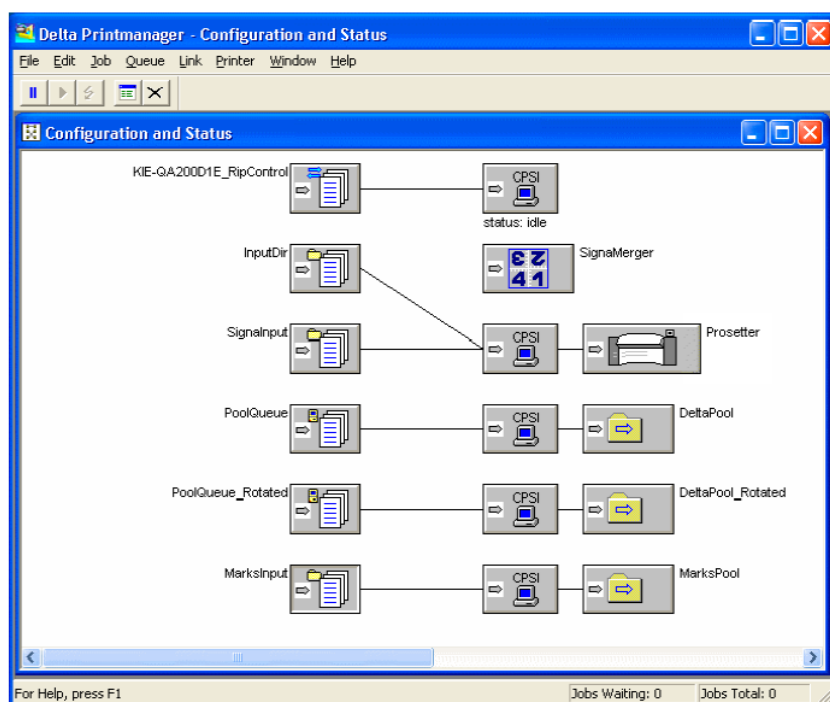 Delta Printmanager - Configuration and Status
File Edit Job Queue Link Printer Window Help
Configuration and Status
KIE-QA200D1E_RipControl
CPSI
status: idle
InputDir
SignaMerger
SignaInput
CPSI
Prosetter
PoolQueue
CPSI
DeltaPool
PoolQueue_Rotated
CPSI
DeltaPool_Rotated
MarksInput
CPSI
MarksPool
For Help, press F1
Jobs Waiting: 0
Jobs Total: 0